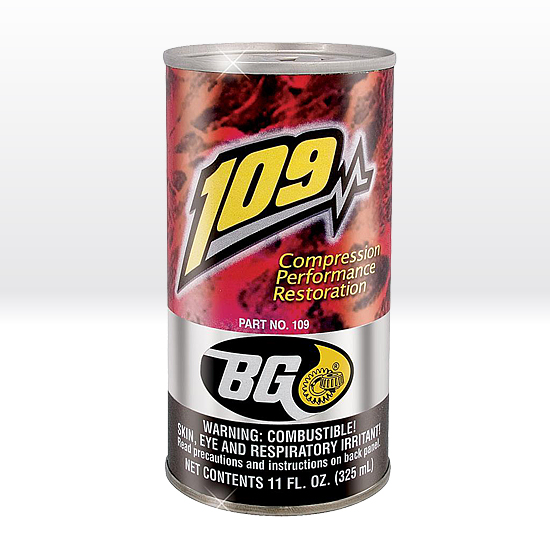 109
Compression
Performance
Restoration
PART NO. 109
BG®
WARNING: COMBUSTIBLE!
SKIN, EYE AND RESPIRATORY IRRITANT!
Read precautions and instructions on back panel.
NET CONTENTS 11 FL. OZ. (325 mL)